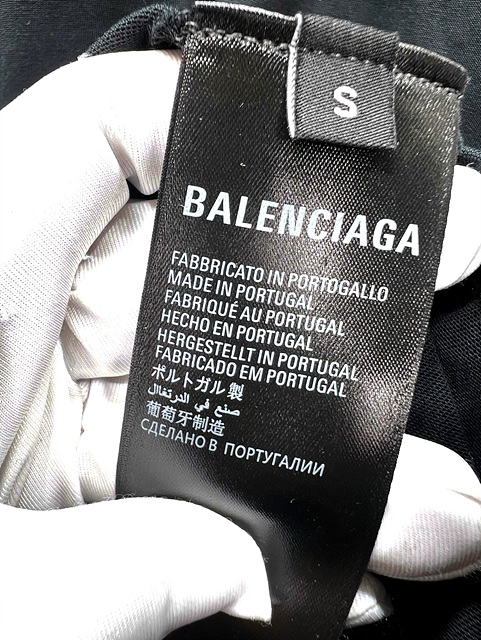 S
BALENCIAGA
FABBRICATO IN PORTOGALLO
MADE IN PORTUGAL
FABRIQUÉ AU PORTUGAL
HECHO EN PORTUGAL
HERGESTELLT IN PORTUGAL
FABRICADO EM PORTUGAL
ポルトガル製
صنع في الدرتغال
葡萄牙制造
СДЕЛАНО В ПОРТУГАЛИИ